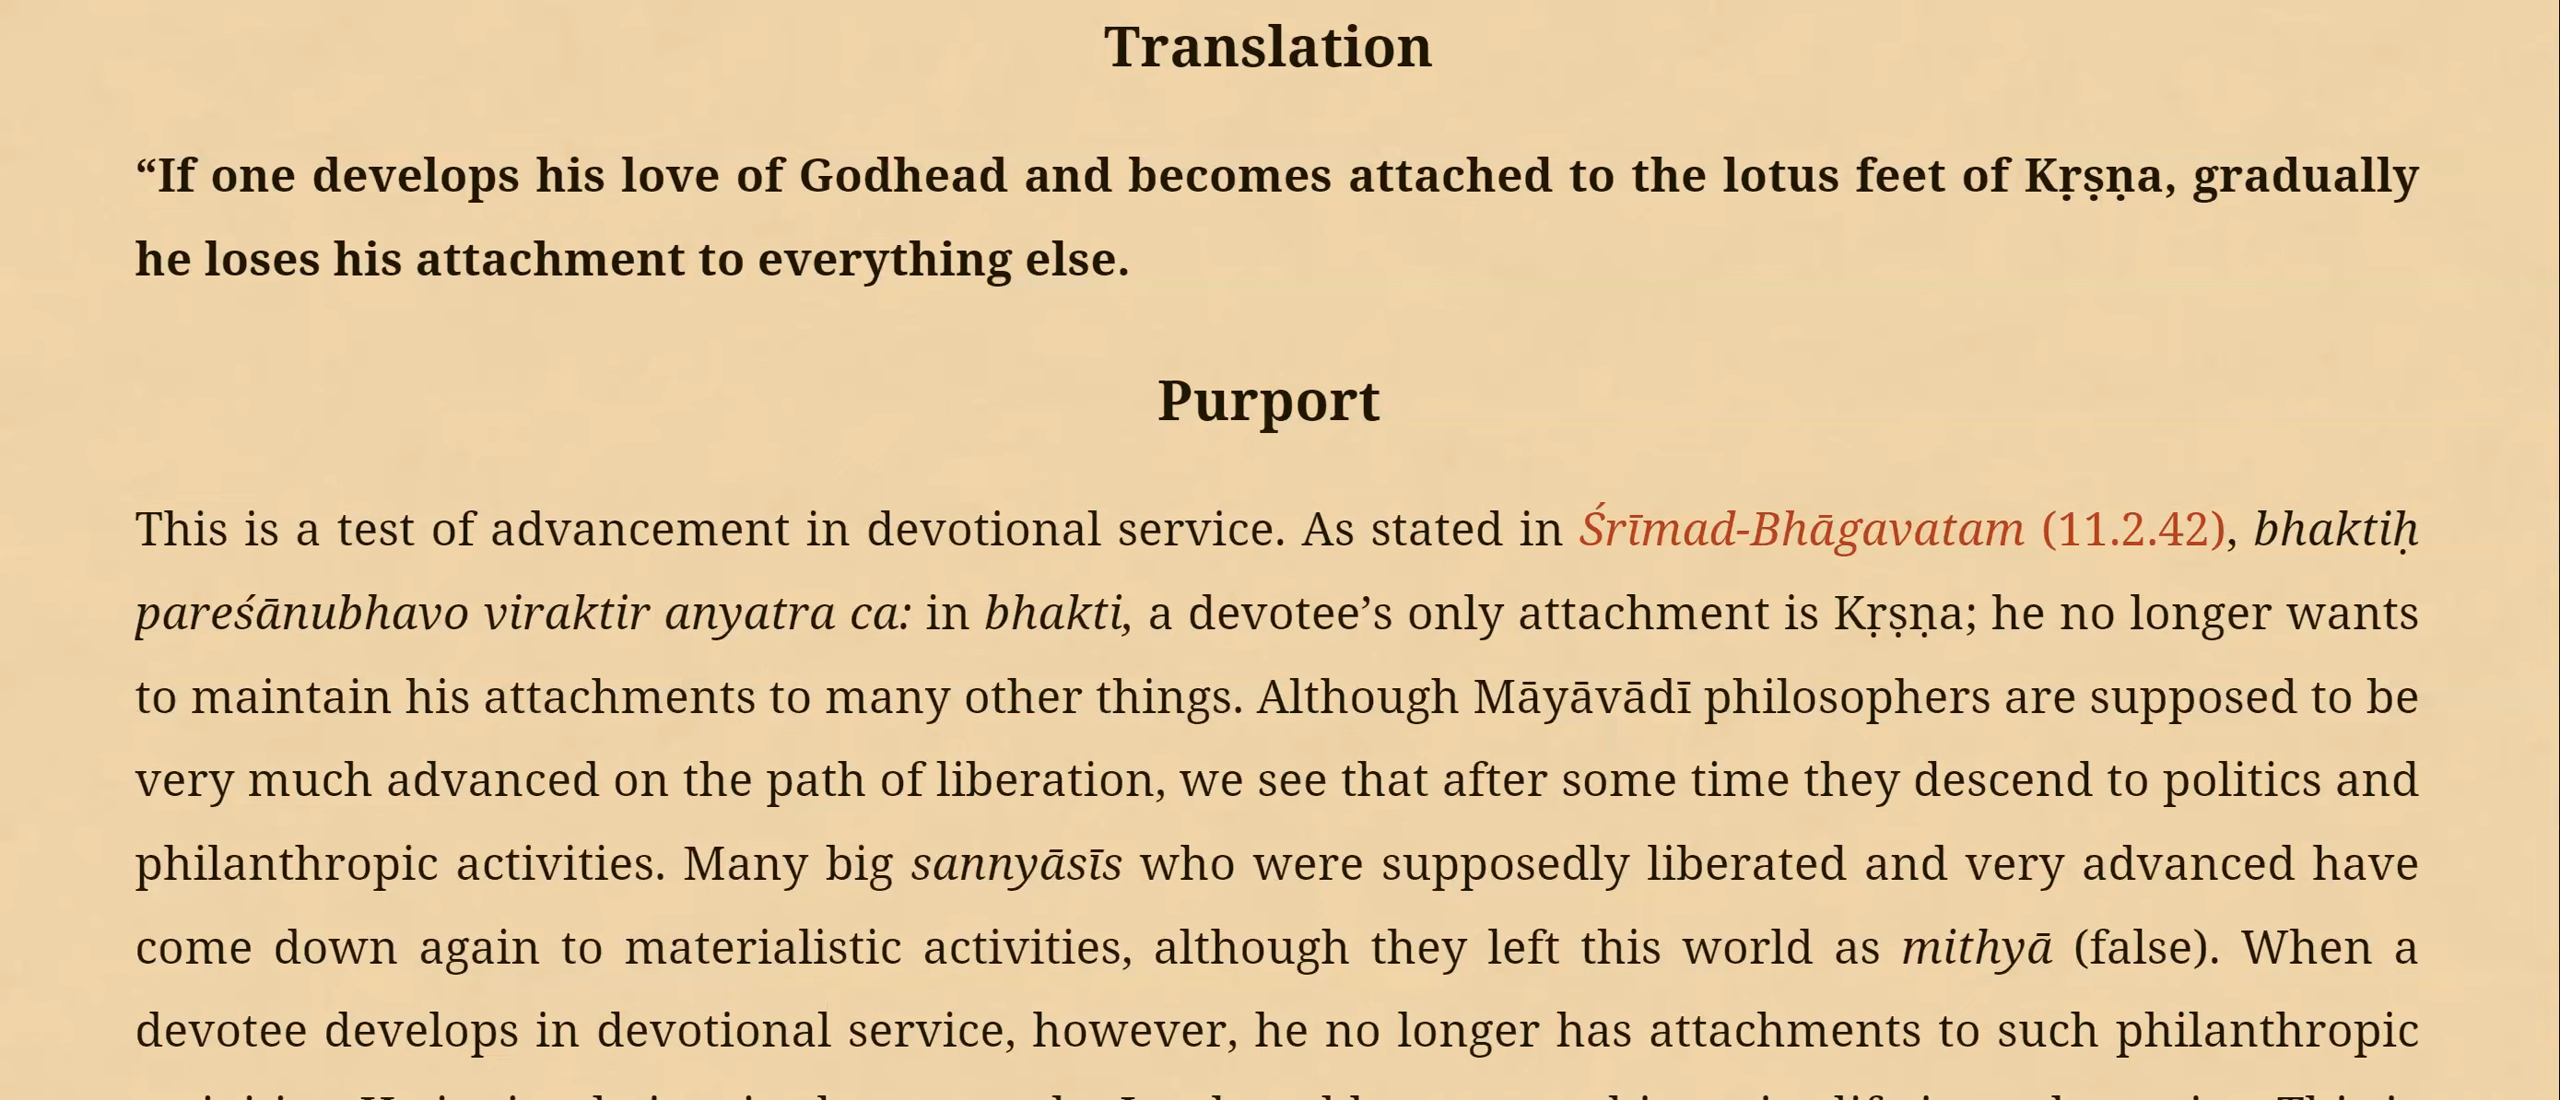 Translation
“If one develops his love of Godhead and becomes attached to the lotus feet of Kṛṣṇa, gradually
he loses his attachment to everything else.
Purport
This is a test of advancement in devotional service. As stated in Śrīmad-Bhāgavatam (11.2.42), bhaktiḥ
pareśānubhavo viraktir anyatra ca: in bhakti, a devotee’s only attachment is Kṛṣṇa; he no longer wants
to maintain his attachments to many other things. Although Māyāvādī philosophers are supposed to be
very much advanced on the path of liberation, we see that after some time they descend to politics and
philanthropic activities. Many big sannyāsīs who were supposedly liberated and very advanced have
come down again to materialistic activities, although they left this world as mithyā (false). When a
devotee develops in devotional service, however, he no longer has attachments to such philanthropic